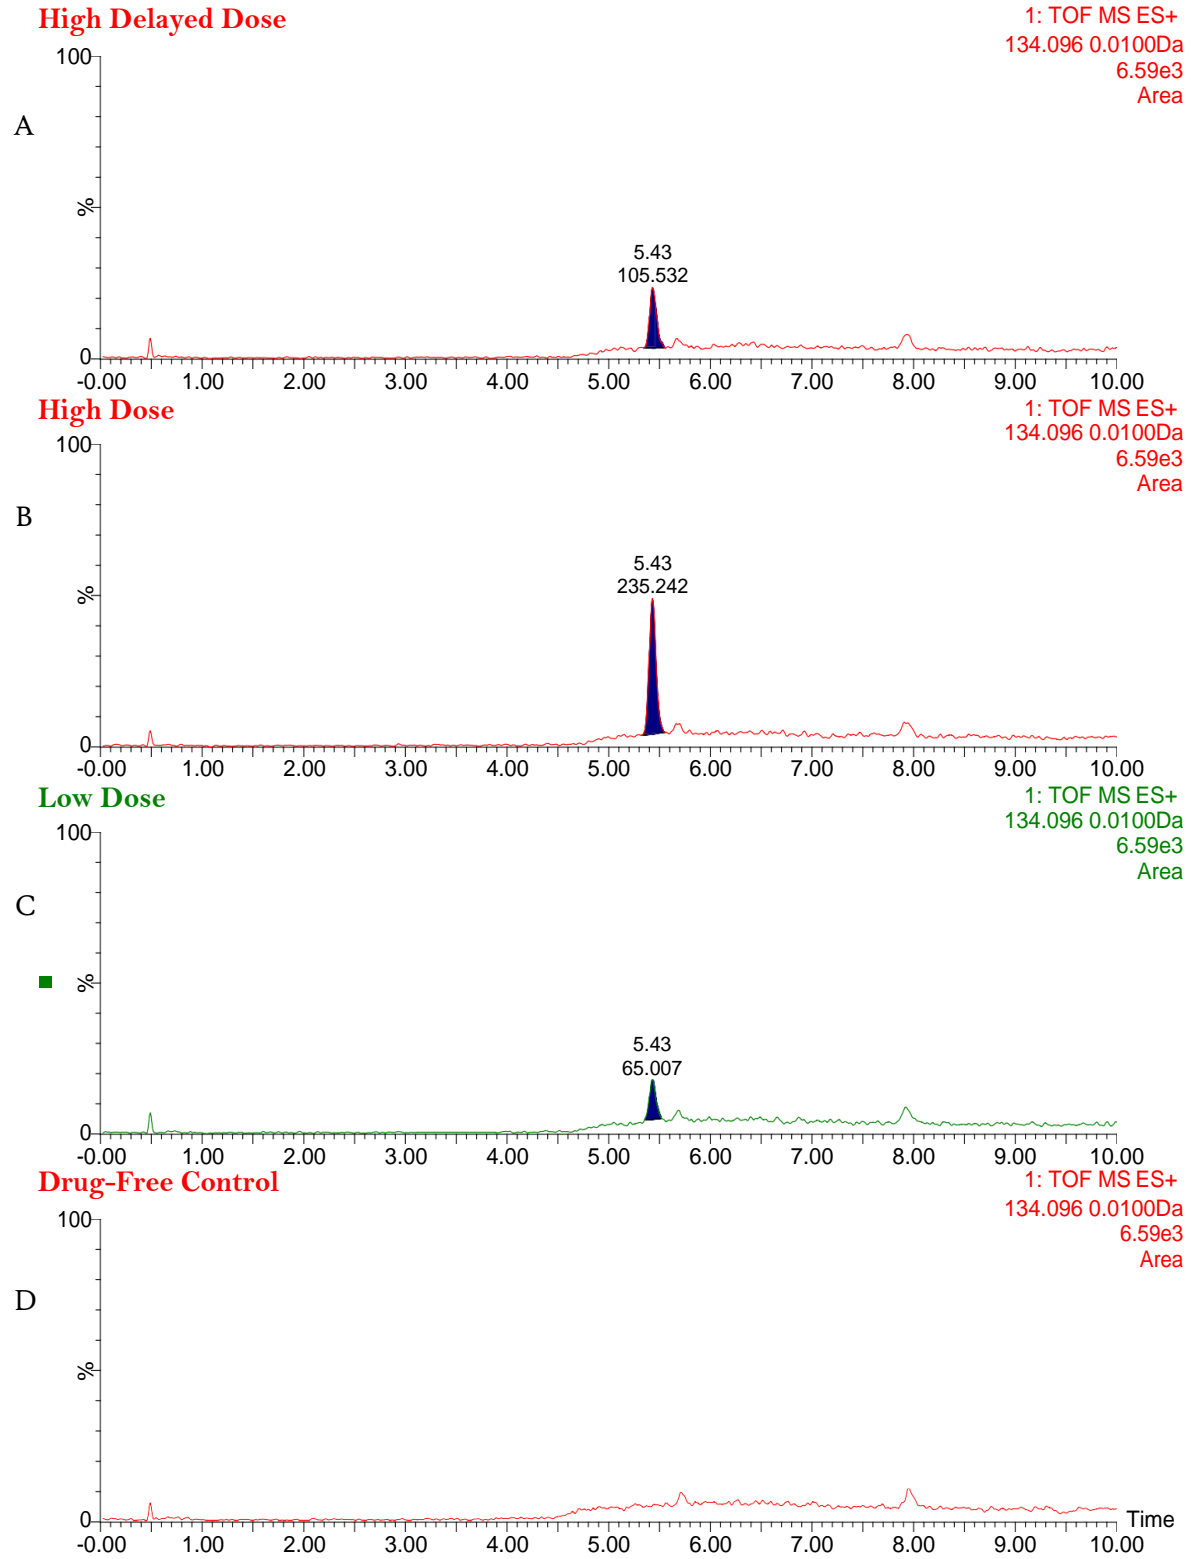 High Delayed Dose
1: TOF MS ES+
134.096 0.0100Da
6.59e3
Area
100
A
%
5.43
105.532
0
-0.00 1.00 2.00 3.00 4.00 5.00 6.00 7.00 8.00 9.00 10.00
High Dose
1: TOF MS ES+
134.096 0.0100Da
6.59e3
Area
100
B
%
5.43
235.242
0
-0.00 1.00 2.00 3.00 4.00 5.00 6.00 7.00 8.00 9.00 10.00
Low Dose
1: TOF MS ES+
134.096 0.0100Da
6.59e3
Area
100
C
%
5.43
65.007
0
-0.00 1.00 2.00 3.00 4.00 5.00 6.00 7.00 8.00 9.00 10.00
Drug-Free Control
1: TOF MS ES+
134.096 0.0100Da
6.59e3
Area
100
D
%
0
Time
-0.00 1.00 2.00 3.00 4.00 5.00 6.00 7.00 8.00 9.00 10.00